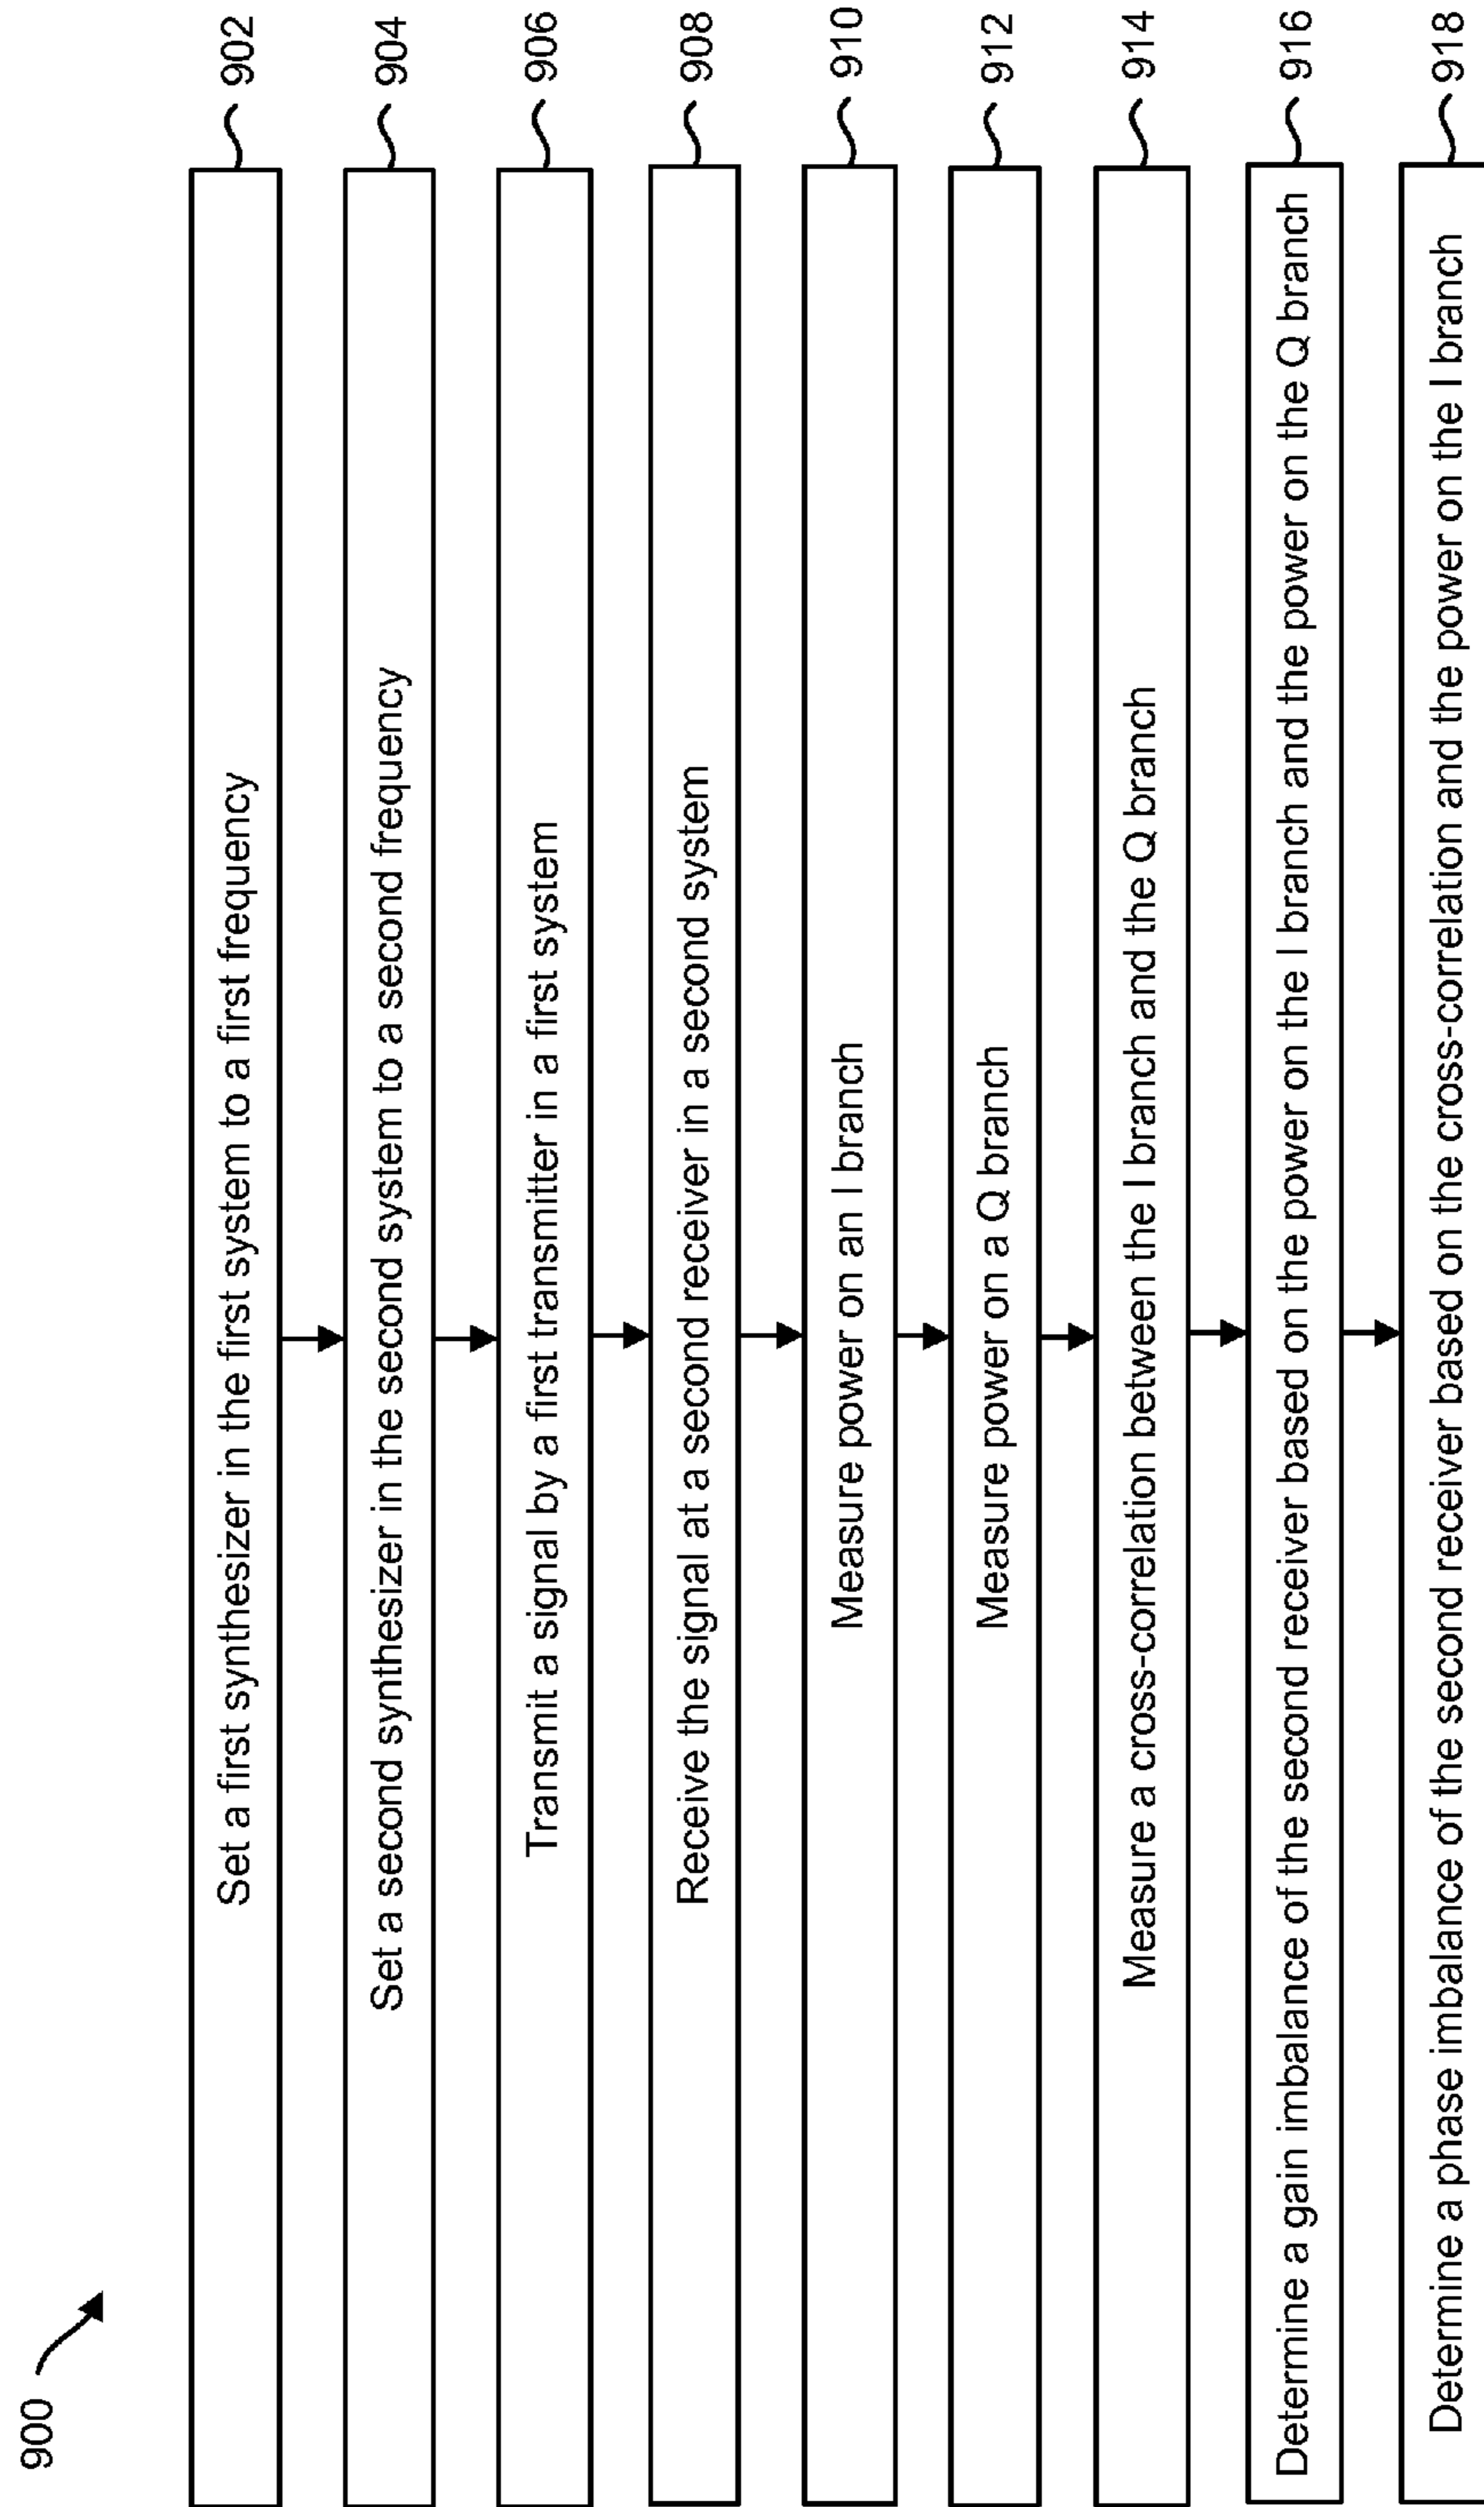 900
Set a first synthesizer in the first system to a first frequency
902
Set a second synthesizer in the second system to a second frequency
904
Transmit a signal by a first transmitter in a first system
906
Receive the signal at a second receiver in a second system
908
Measure power on an I branch
910
Measure power on a Q branch
912
Measure a cross-correlation between the I branch and the Q branch
914
Determine a gain imbalance of the second receiver based on the power on the I branch and the power on the Q branch
916
Determine a phase imbalance of the second receiver based on the cross-correlation and the power on the I branch
918